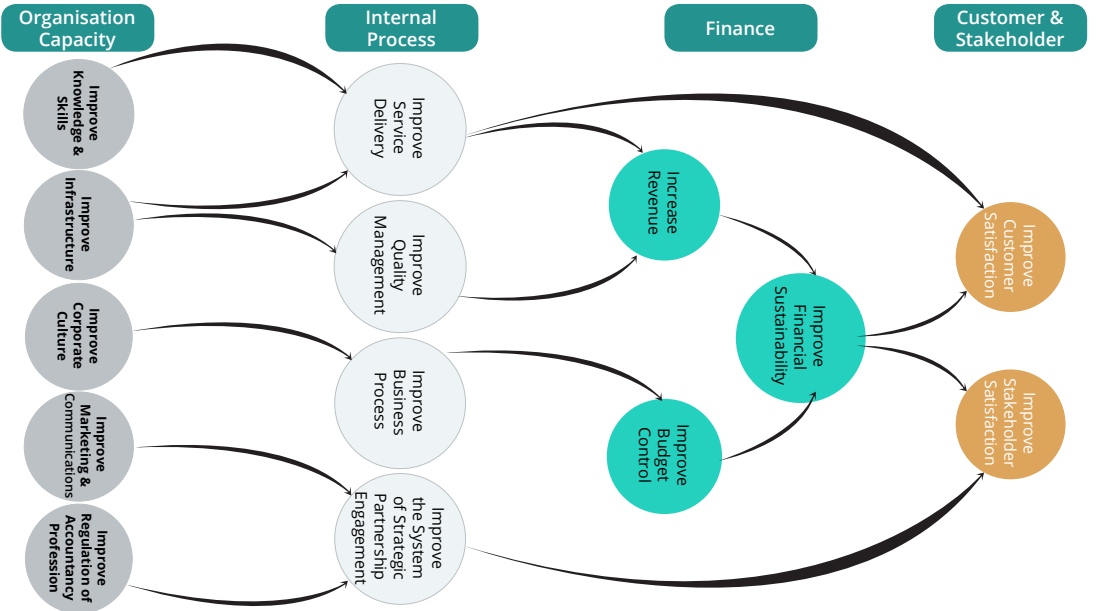 Organisation
Capacity
Internal
Process
Finance
Customer &
Stakeholder
Improve
Knowledge &
Skills
Improve
Infrastructure
Improve
Corporate
Culture
Improve
Marketing &
Communications
Improve
Regulation of
Accountancy
Profession
Improve
Service
Delivery
Improve
Quality
Management
Improve
Business
Process
Improve
the System
of Strategic
Partnership
Engagement
Increase
Revenue
Improve
Financial
Sustainability
Improve
Budget
Control
Improve
Customer
Satisfaction
Improve
Stakeholder
Satisfaction